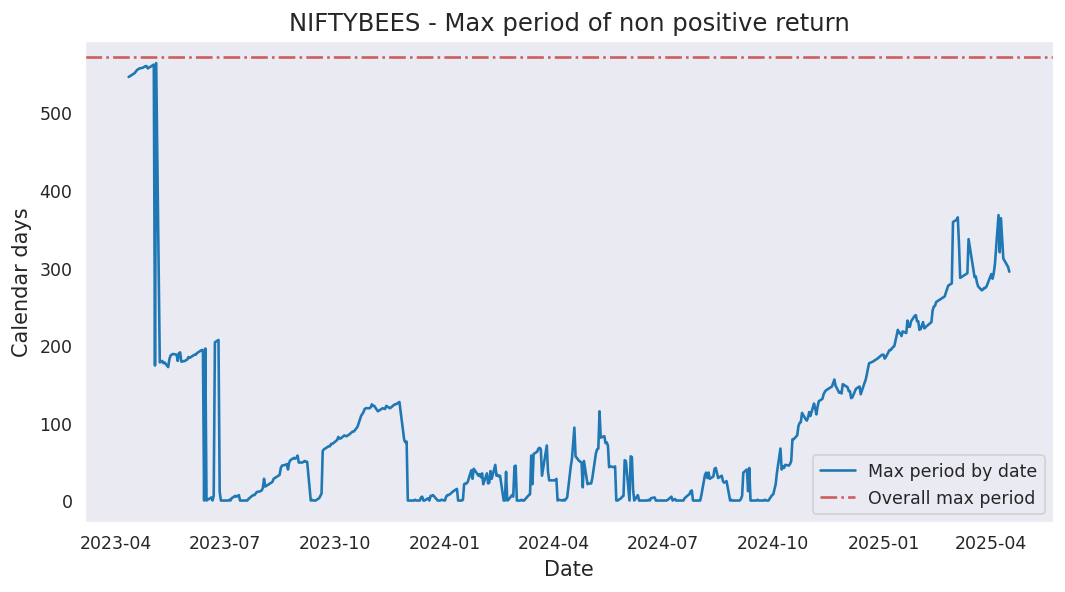 NIFTYBEES - Max period of non positive return
Calendar days
500
400
300
200
100
0
Max period by date
Overall max period
2023-04 2023-07 2023-10 2024-01 2024-04 2024-07 2024-10 2025-01 2025-04
Date